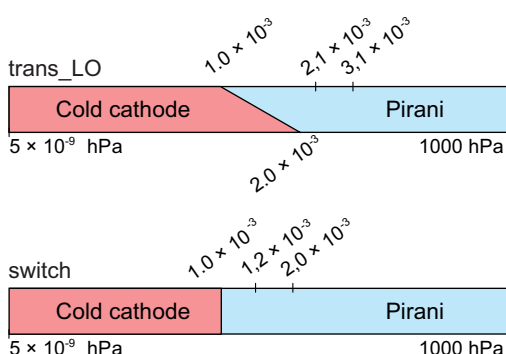 1.0 × 10⁻³
2,1 × 10⁻³
3,1 × 10⁻³
trans_LO
Cold cathode
Pirani
5 × 10⁻⁹ hPa
1000 hPa
2.0 × 10⁻³
1.0 × 10⁻³
1,2 × 10⁻³
2,0 × 10⁻³
switch
Cold cathode
Pirani
5 × 10⁻⁹ hPa
1000 hPa